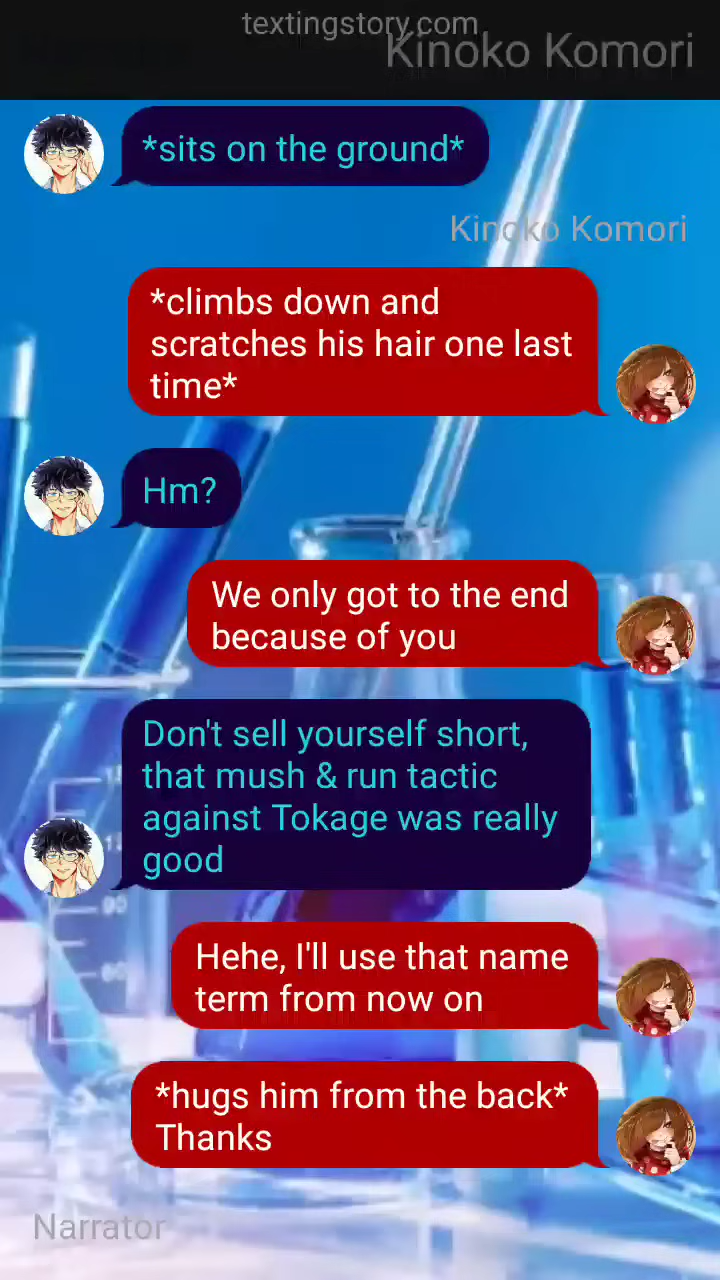 textingstory.com
Kinoko Komori
*sits on the ground*
Kinoko Komori
*climbs down and
scratches his hair one last
time*
Hm?
We only got to the end
because of you
Don't sell yourself short,
that mush & run tactic
against Tokage was really
good
Hehe, I'll use that name
term from now on
*hugs him from the back*
Thanks
Narrator